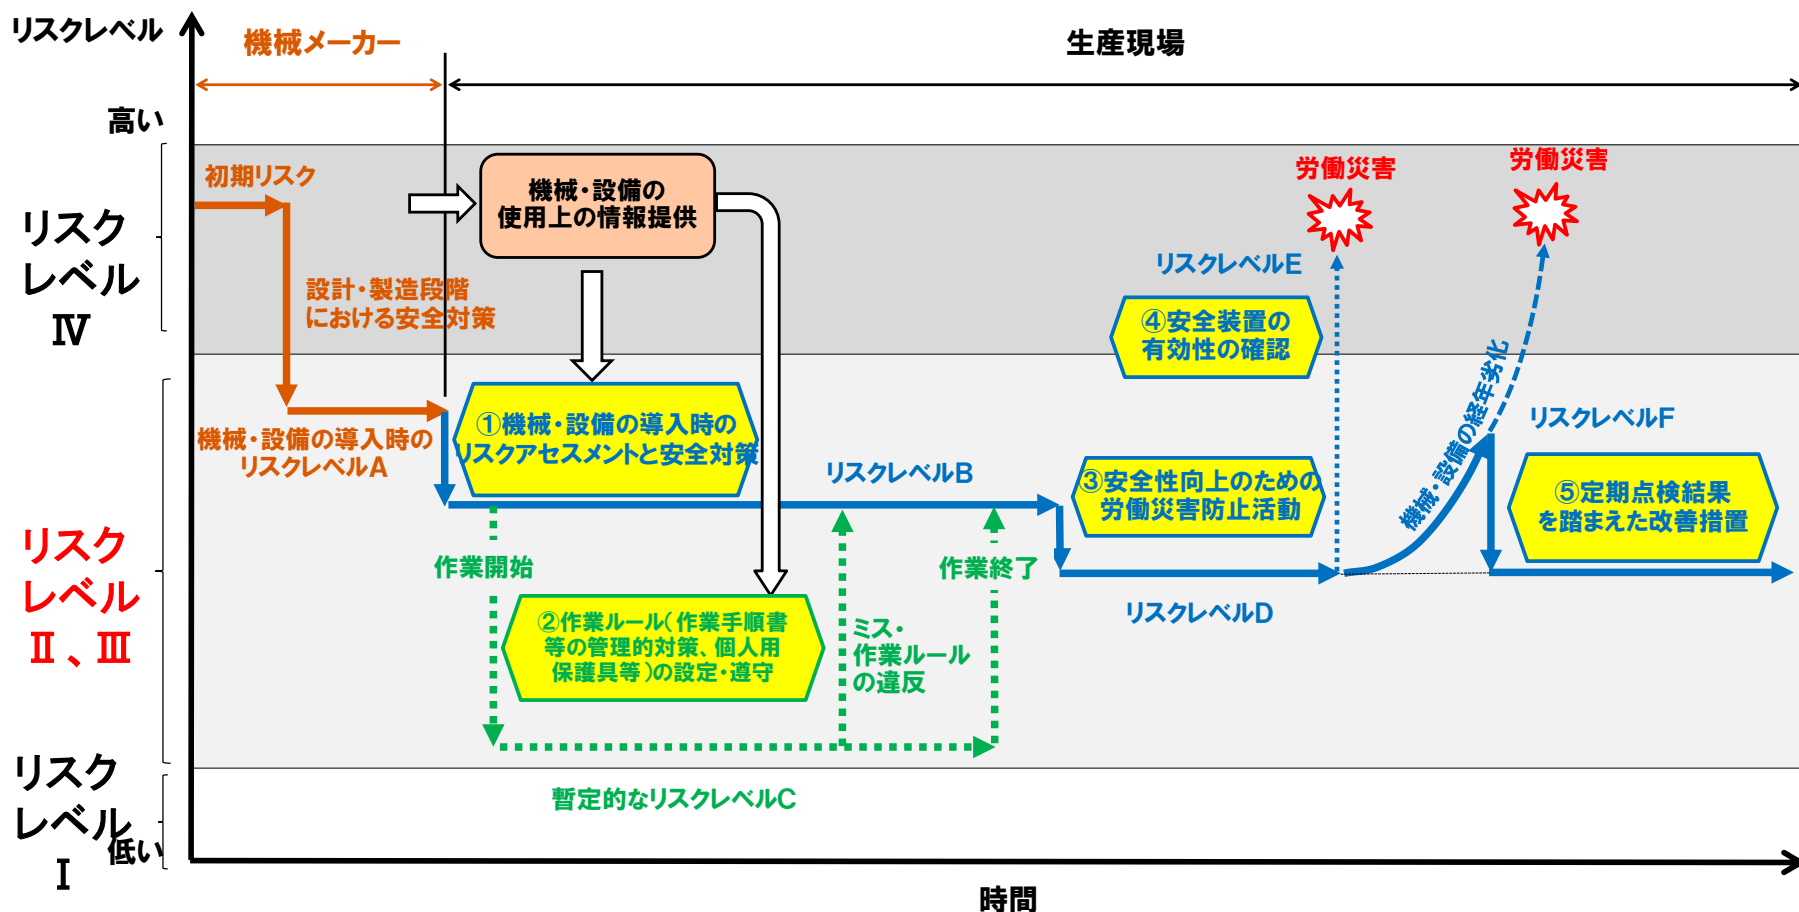 リスクレベル
機械メーカー
生産現場
高い
初期リスク
機械・設備の
使用上の情報提供
労働災害
労働災害
リスク
レベル
Ⅳ
設計・製造段階
における安全対策
リスクレベルE
④安全装置の
有効性の確認
機械・設備の経年劣化
①機械・設備の導入時の
リスクアセスメントと安全対策
機械・設備の導入時の
リスクレベルA
リスクレベルB
リスクレベルF
③安全性向上のための
労働災害防止活動
⑤定期点検結果
を踏まえた改善措置
リスク
レベル
Ⅱ、Ⅲ
作業開始
作業終了
②作業ルール(作業手順書
等の管理的対策、個人用
保護具等)の設定・遵守
ミス・
作業ルール
の違反
リスクレベルD
リスク
レベル
Ⅰ
暫定的なリスクレベルC
低い
時間